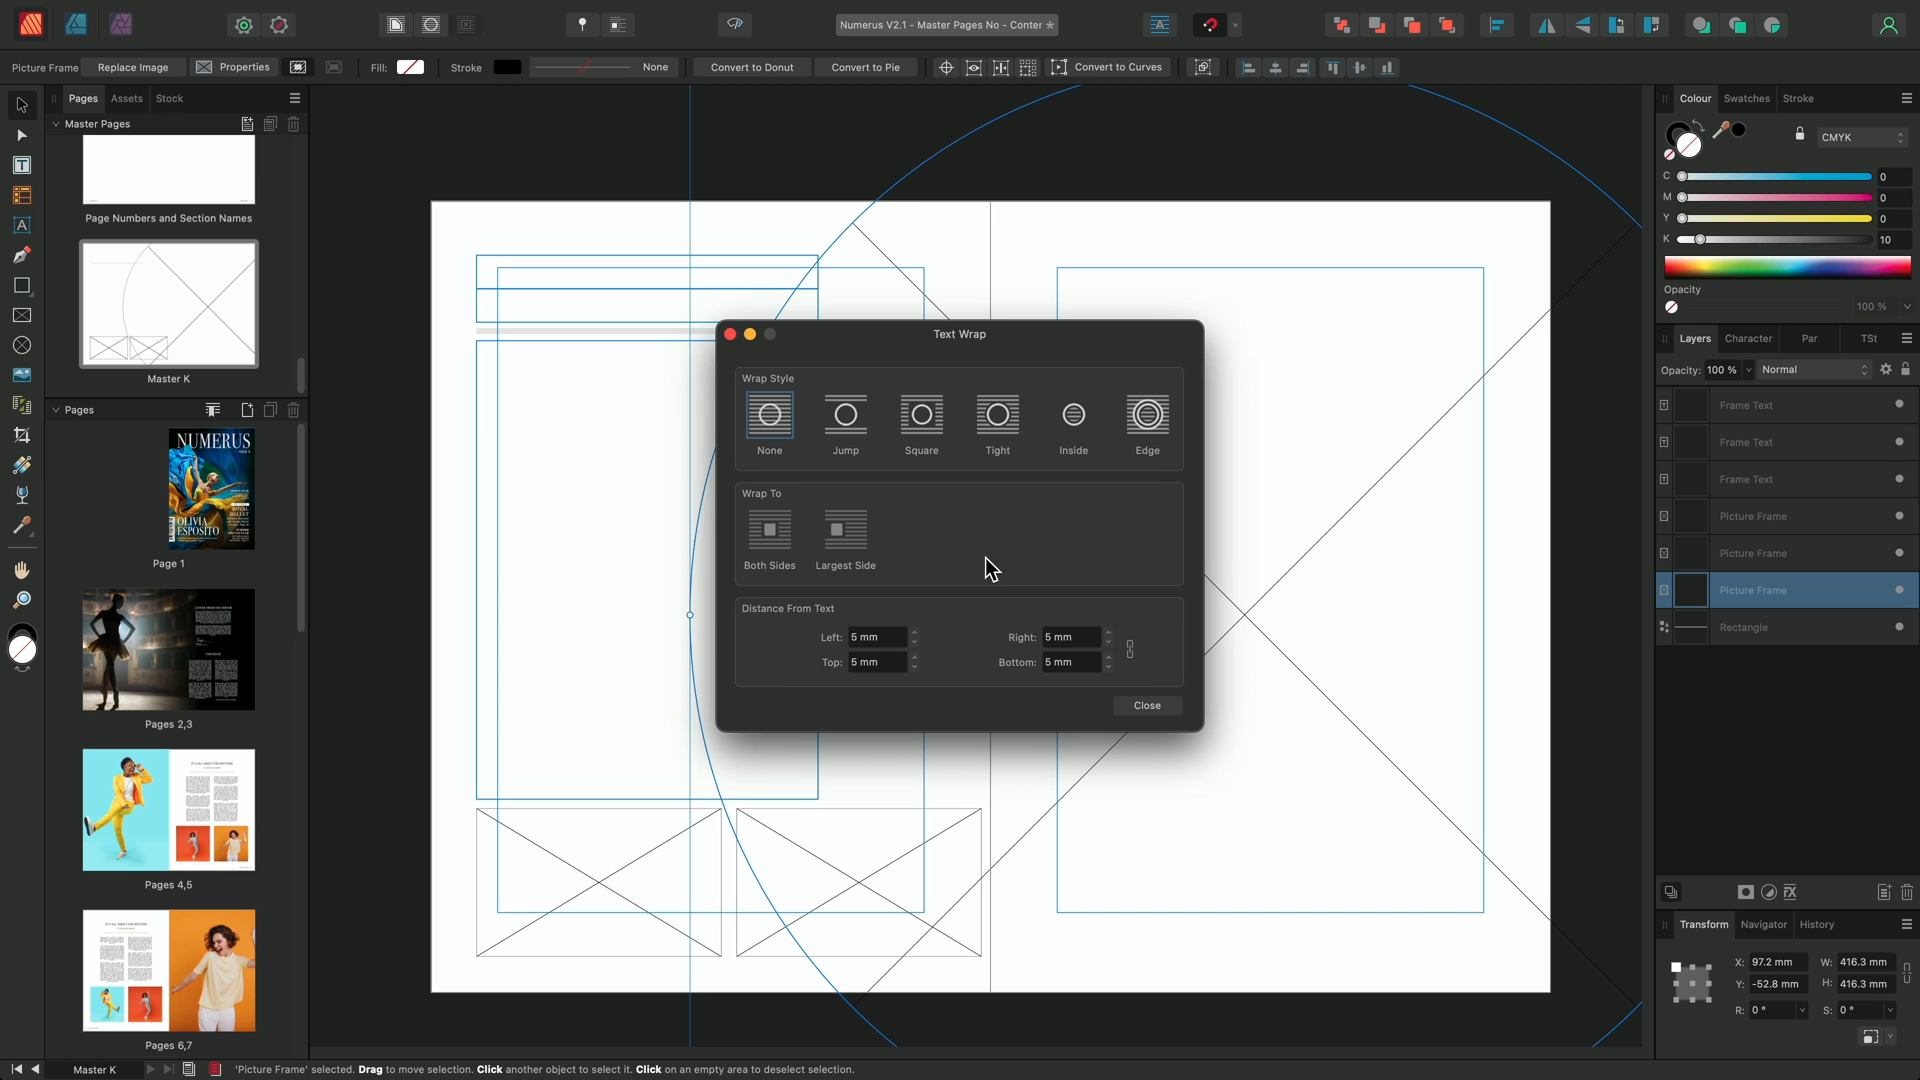 Numerus V2.1 - Master Pages No - Conter *
Picture Frame
Replace Image
Properties
Fill:
Stroke
None
Convert to Donut
Convert to Pie
Convert to Curves
Pages
Assets
Stock
Master Pages
Page Numbers and Section Names
Master K
Pages
NUMERUS
OLIVIA
ESPOSITO
ROYAL
BALLET
Page 1
Pages 2,3
Pages 4,5
Pages 6,7
Text Wrap
Wrap Style
None
Jump
Square
Tight
Inside
Edge
Wrap To
Both Sides
Largest Side
Distance From Text
Left: 5 mm
Right: 5 mm
Top: 5 mm
Bottom: 5 mm
Close
Colour
Swatches
Stroke
CMYK
C 0
M 0
Y 0
K 10
Opacity
100 %
Layers
Character
Par
TSt
Opacity: 100 %
Normal
Frame Text
Frame Text
Frame Text
Picture Frame
Picture Frame
Picture Frame
Rectangle
Transform
Navigator
History
X: 97.2 mm
W: 416.3 mm
Y: -52.8 mm
H: 416.3 mm
R: 0 °
S: 0 °
Master K
'Picture Frame' selected. Drag to move selection. Click another object to select it. Click on an empty area to deselect selection.